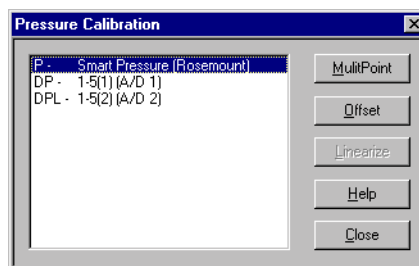 Pressure Calibration
P - Smart Pressure (Rosemount)
DP - 1-5(1) (A/D 1)
DPL - 1-5(2) (A/D 2)
MulitPoint
Offset
Linearize
Help
Close